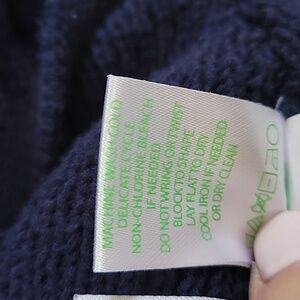 MACHINE WASH COLD
DELICATE CYCLE
NON-CHLORINE BLEACH
IF NEEDED
DO NOT WRING OR TWIST
BLOCK TO SHAPE
LAY FLAT TO DRY
COOL IRON IF NEEDED
OR DRY CLEAN